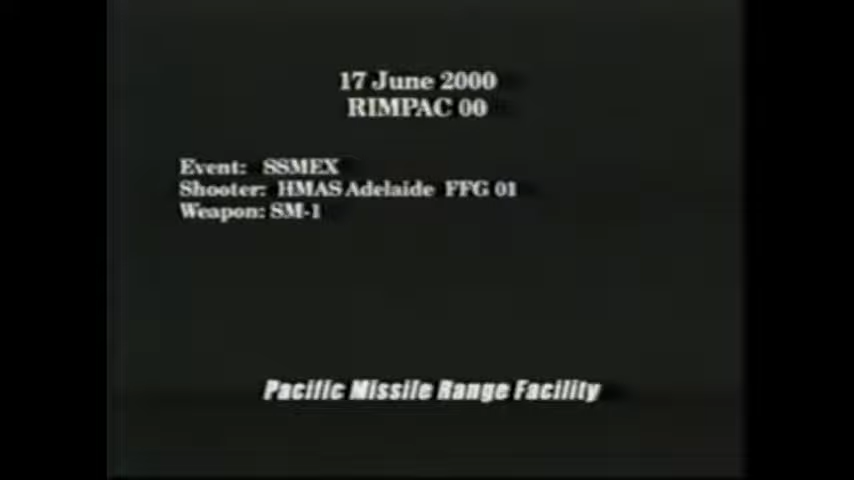 17 June 2000
RIMPAC 00
Event: SSMEX
Shooter: HMAS Adelaide FFG 01
Weapon: SM-1
Pacific Missile Range Facility